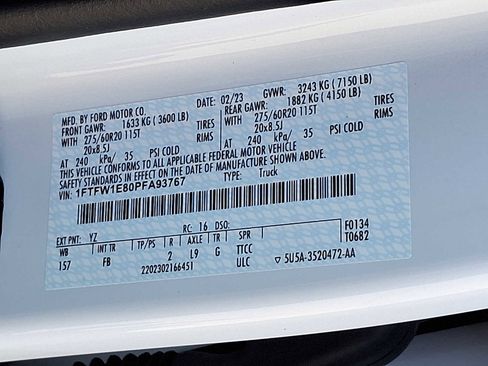 MFD. BY FORD MOTOR CO. DATE: 02/23 GVWR: 3243 KG ( 7150 LB)
FRONT GAWR: 1633 KG ( 3600 LB) REAR GAWR: 1882 KG ( 4150 LB)
WITH 275/60R20 115T TIRES WITH 275/60R20 115T TIRES
20x8.5J RIMS 20x8.5J RIMS
AT 240 kPa/ 35 PSI COLD AT 240 kPa/ 35 PSI COLD
THIS VEHICLE CONFORMS TO ALL APPLICABLE FEDERAL MOTOR VEHICLE
SAFETY STANDARDS IN EFFECT ON THE DATE OF MANUFACTURE SHOWN ABOVE.
VIN: 1FTFW1E80PFA93767 TYPE: Truck
EXT PNT: YZ RC: 16 DSO: F0134
WB INT TR TP/PS R AXLE TR SPR T0682
157 FB 2 L9 G TTCC
2202302166451 ULC ▽ 5U5A-3520472-AA